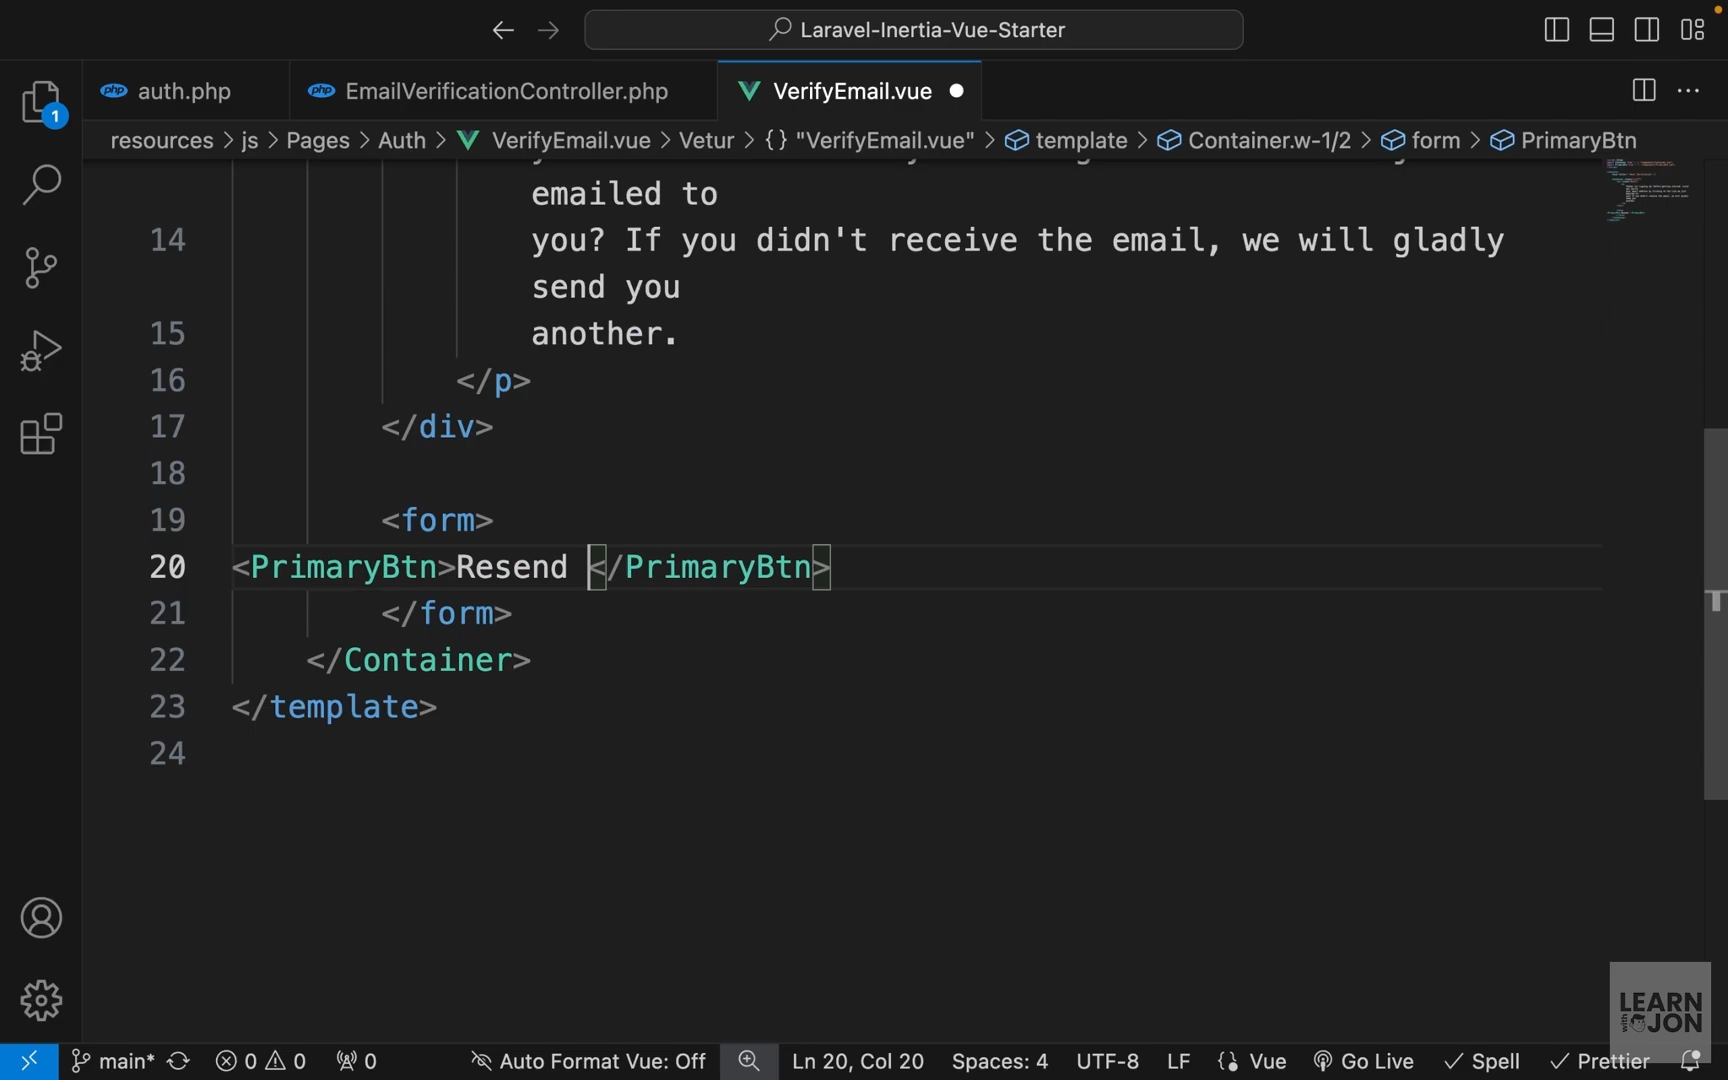 Laravel-Inertia-Vue-Starter
1
php auth.php
php EmailVerificationController.php
VerifyEmail.vue
resources > js > Pages > Auth > VerifyEmail.vue > Vetur > {} "VerifyEmail.vue" > template > Container.w-1/2 > form > PrimaryBtn
emailed to
14 you? If you didn't receive the email, we will gladly
send you
15 another.
16 </p>
17 </div>
18
19 <form>
20 <PrimaryBtn>Resend </PrimaryBtn>
21 </form>
22 </Container>
23 </template>
24
LEARN
with JON
main* 0 0 0 Auto Format Vue: Off Ln 20, Col 20 Spaces: 4 UTF-8 LF Vue Go Live Spell Prettier